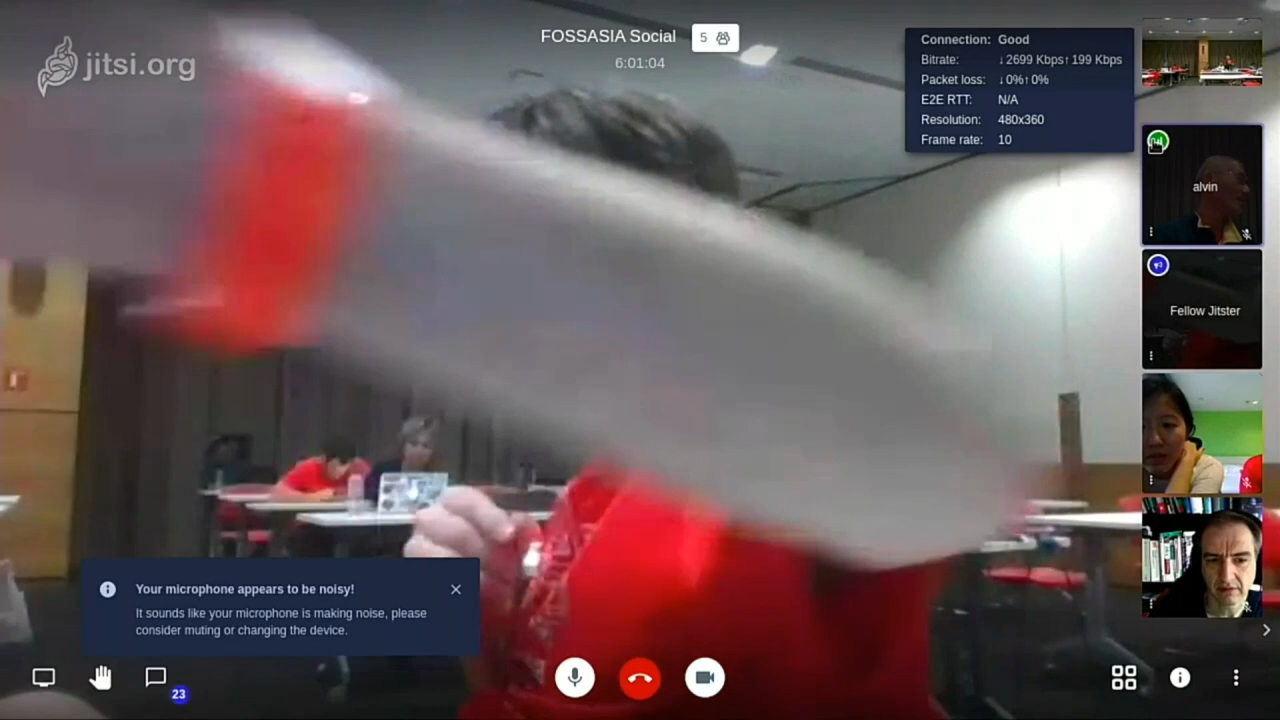 jitsi.org
FOSSASIA Social
5
6:01:04
Connection: Good
Bitrate: ↓2699 Kbps↑ 199 Kbps
Packet loss: ↓0%↑0%
E2E RTT: N/A
Resolution: 480x360
Frame rate: 10
alvin
Fellow Jitster
Your microphone appears to be noisy!
It sounds like your microphone is making noise, please
consider muting or changing the device.
23